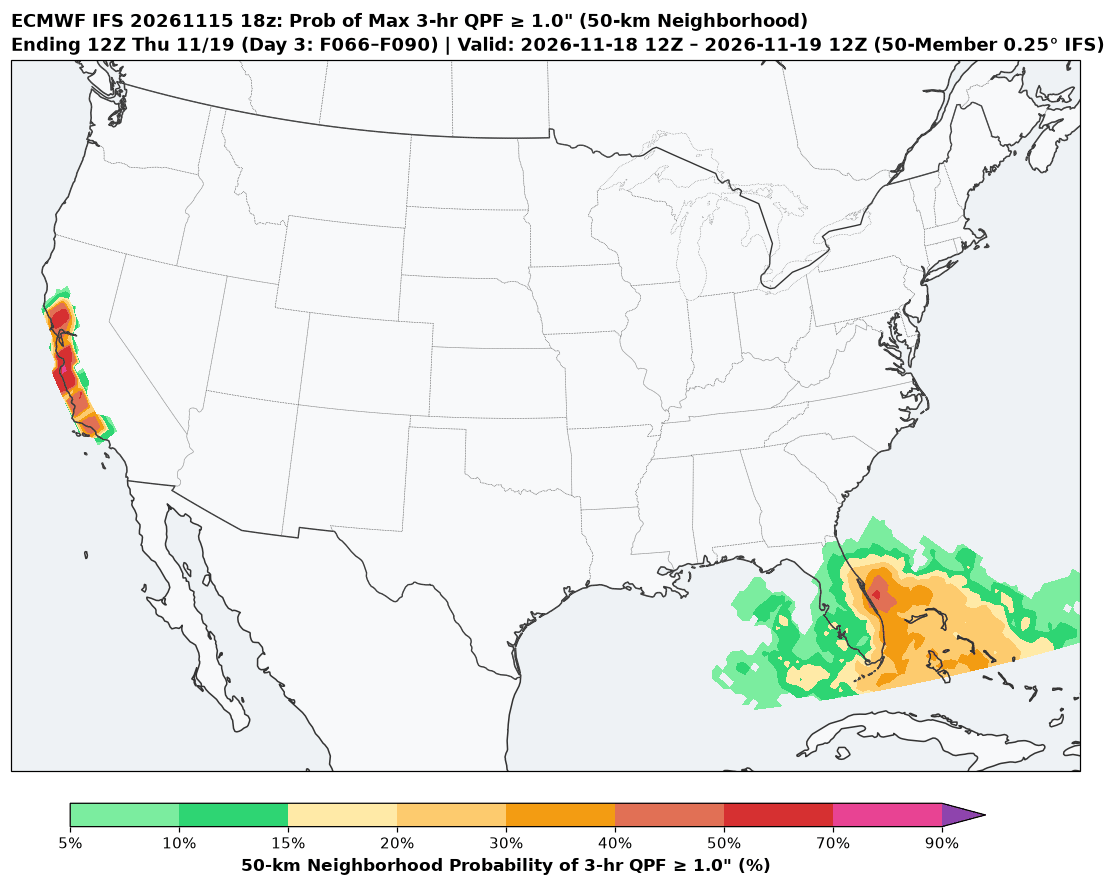 ECMWF IFS 20261115 18z: Prob of Max 3-hr QPF ≥ 1.0" (50-km Neighborhood)
Ending 12Z Thu 11/19 (Day 3: F066–F090) | Valid: 2026-11-18 12Z – 2026-11-19 12Z (50-Member 0.25° IFS)
5% 10% 15% 20% 30% 40% 50% 70% 90%
50-km Neighborhood Probability of 3-hr QPF ≥ 1.0" (%)